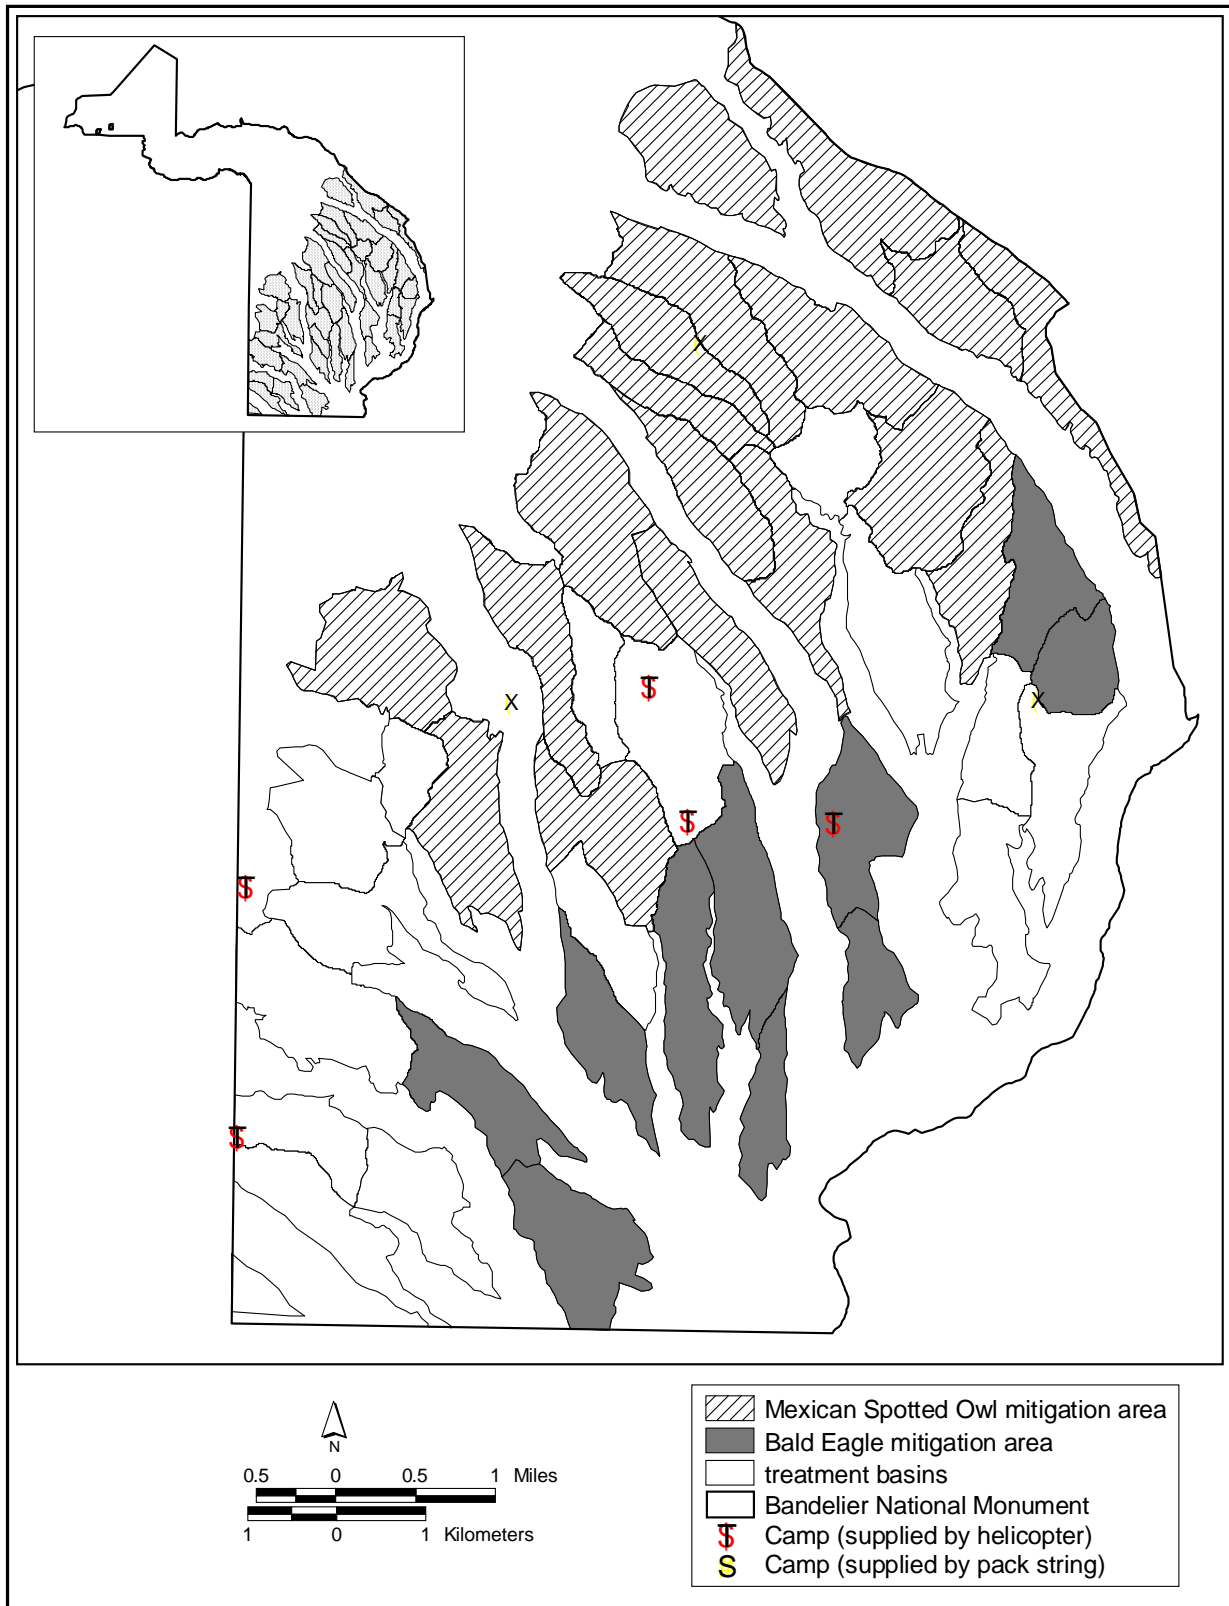 X
X
X
S
S
S
S
S
N
0.5 0 0.5 1 Miles
1 0 1 Kilometers
Mexican Spotted Owl mitigation area
Bald Eagle mitigation area
treatment basins
Bandelier National Monument
Camp (supplied by helicopter)
Camp (supplied by pack string)